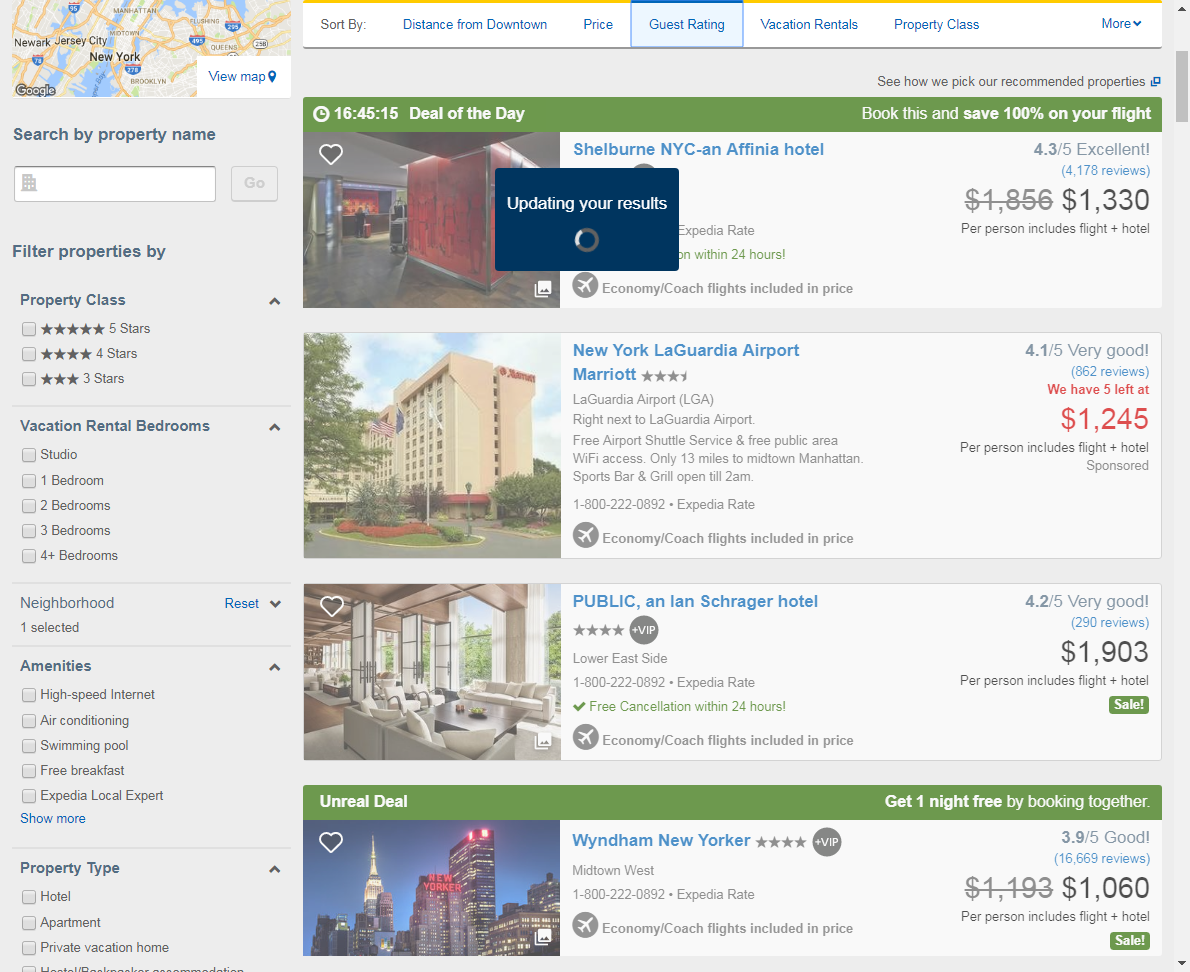 MANHATTAN
FLUSHING
95
295
Newark
Jersey City
MIDTOWN
495
25B
QUEENS
New York
78
278
BROOKLYN
Google
View map
Search by property name
Go
Filter properties by
Property Class
5 Stars
4 Stars
3 Stars
Vacation Rental Bedrooms
Studio
1 Bedroom
2 Bedrooms
3 Bedrooms
4+ Bedrooms
Neighborhood Reset
1 selected
Amenities
High-speed Internet
Air conditioning
Swimming pool
Free breakfast
Expedia Local Expert
Show more
Property Type
Hotel
Apartment
Private vacation home
Hostel/Backpacker accommodation
Sort By: Distance from Downtown Price Guest Rating Vacation Rentals Property Class More
See how we pick our recommended properties
16:45:15 Deal of the Day Book this and save 100% on your flight
Shelburne NYC-an Affinia hotel
4.3/5 Excellent!
(4,178 reviews)
$1,856 $1,330
Per person includes flight + hotel
Updating your results
Expedia Rate
on within 24 hours!
Economy/Coach flights included in price
New York LaGuardia Airport
Marriott
LaGuardia Airport (LGA)
Right next to LaGuardia Airport.
Free Airport Shuttle Service & free public area
WiFi access. Only 13 miles to midtown Manhattan.
Sports Bar & Grill open till 2am.
1-800-222-0892 • Expedia Rate
Economy/Coach flights included in price
4.1/5 Very good!
(862 reviews)
We have 5 left at
$1,245
Per person includes flight + hotel
Sponsored
Marriott
PUBLIC, an Ian Schrager hotel
+VIP
Lower East Side
1-800-222-0892 • Expedia Rate
Free Cancellation within 24 hours!
Economy/Coach flights included in price
4.2/5 Very good!
(290 reviews)
$1,903
Per person includes flight + hotel
Sale!
Unreal Deal Get 1 night free by booking together.
NEW
YORKER
Wyndham New Yorker +VIP
Midtown West
1-800-222-0892 • Expedia Rate
Economy/Coach flights included in price
3.9/5 Good!
(16,669 reviews)
$1,193 $1,060
Per person includes flight + hotel
Sale!